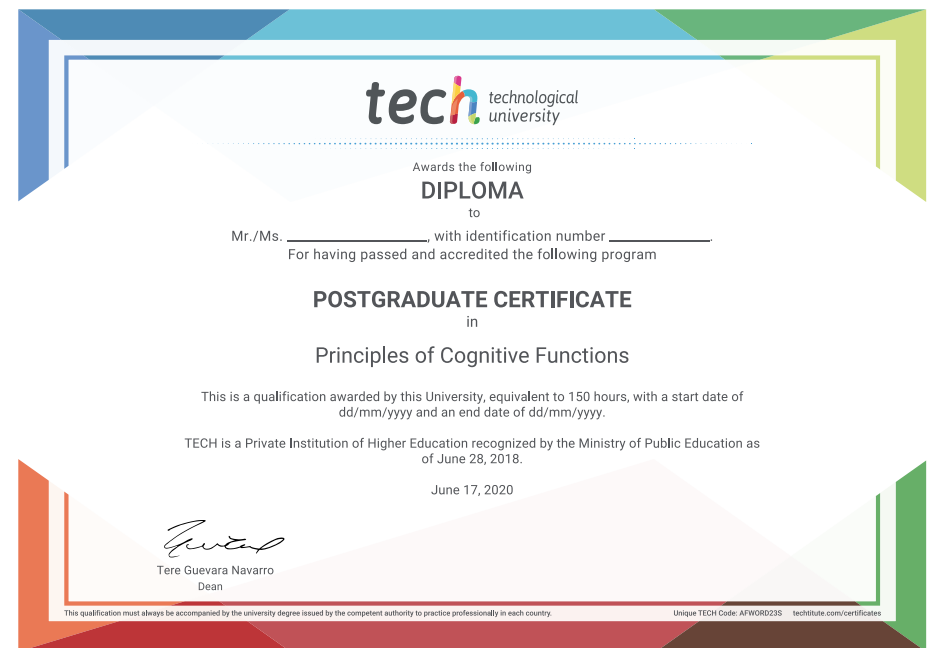 tech technological
university
Awards the following
DIPLOMA
to
Mr./Ms. ____________, with identification number ____________.
For having passed and accredited the following program
POSTGRADUATE CERTIFICATE
in
Principles of Cognitive Functions
This is a qualification awarded by this University, equivalent to 150 hours, with a start date of
dd/mm/yyyy and an end date of dd/mm/yyyy.
TECH is a Private Institution of Higher Education recognized by the Ministry of Public Education as
of June 28, 2018.
June 17, 2020
Tere Guevara Navarro
Dean
This qualification must always be accompanied by the university degree issued by the competent authority to practice professionally in each country.
Unique TECH Code: AFWORD23S techtitute.com/certificates